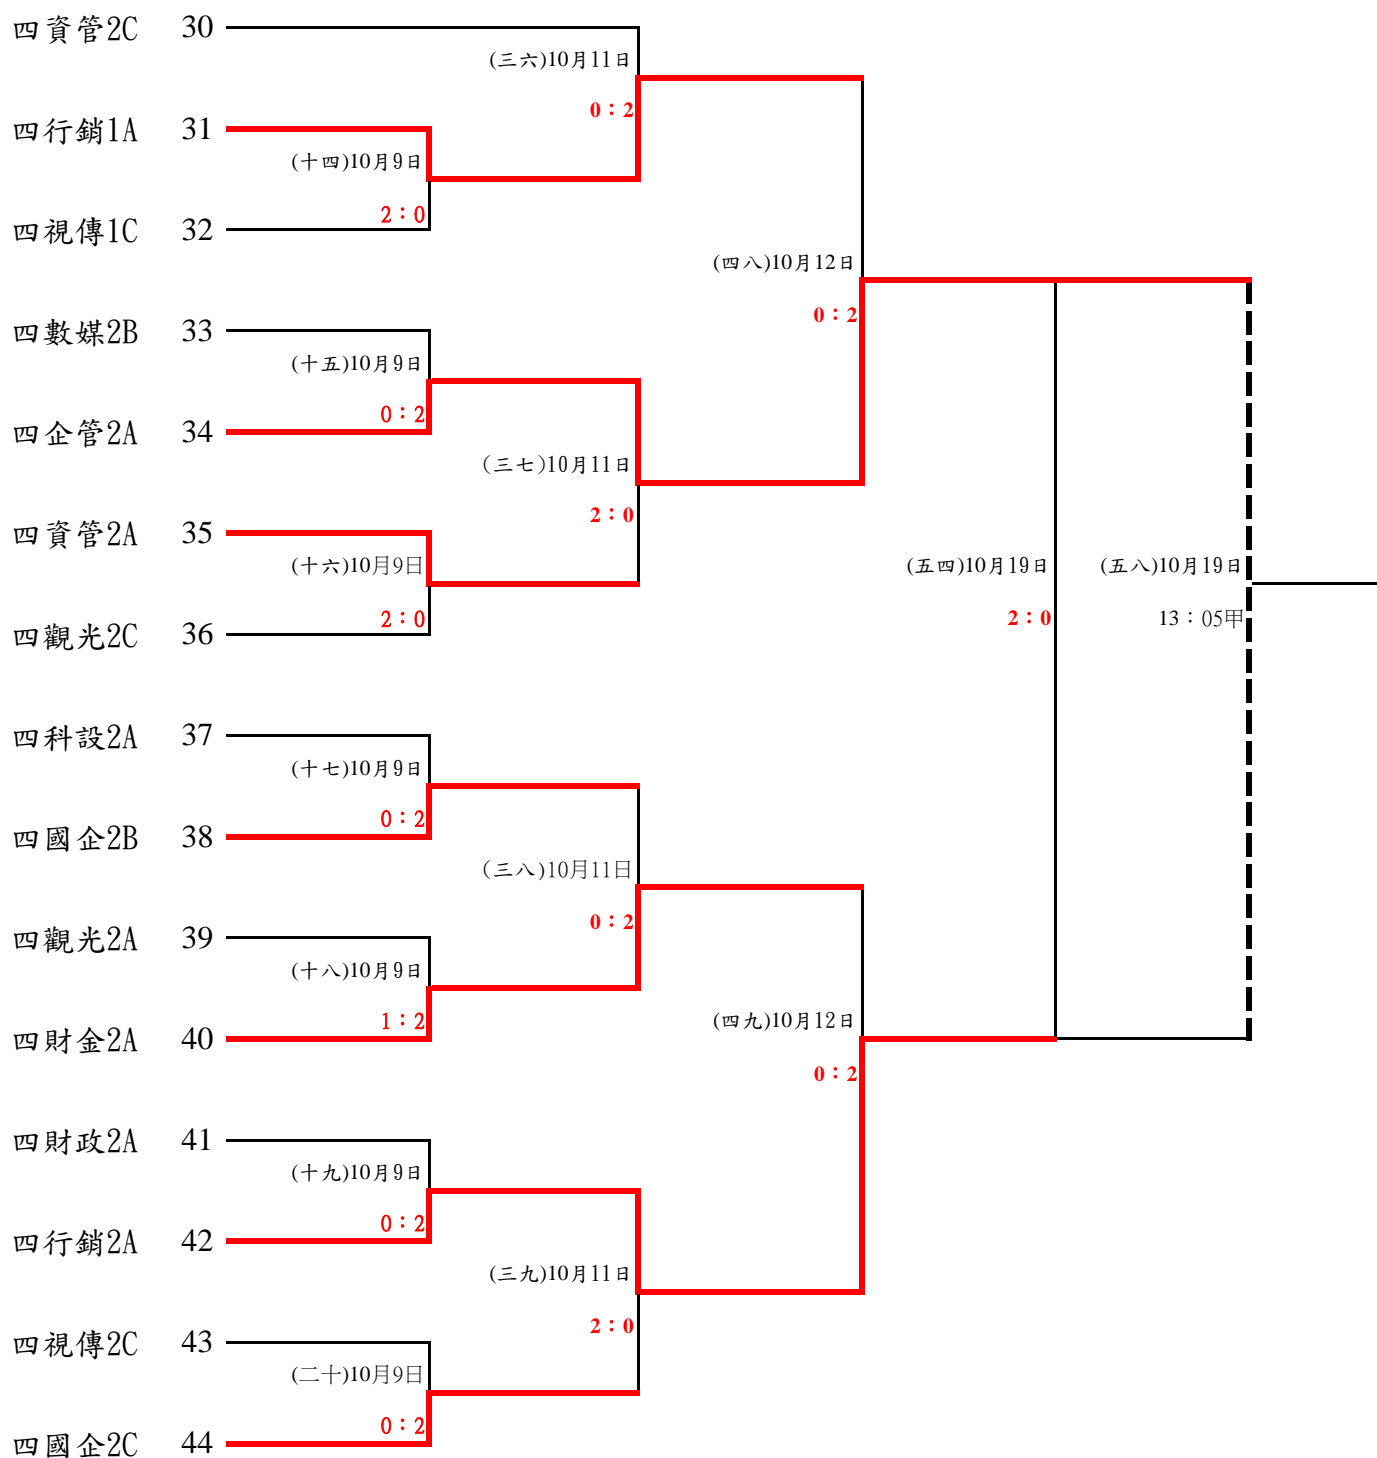 四資管2C 30
(三六)10月11日
0：2
四行銷1A 31
(十四)10月9日
2：0
四視傳1C 32
(四八)10月12日
0：2
四數媒2B 33
(十五)10月9日
0：2
四企管2A 34
(三七)10月11日
2：0
四資管2A 35
(十六)10月9日
2：0
四觀光2C 36
(五四)10月19日
2：0
(五八)10月19日
13：05甲
四科設2A 37
(十七)10月9日
0：2
四國企2B 38
(三八)10月11日
0：2
四觀光2A 39
(十八)10月9日
1：2
四財金2A 40
(四九)10月12日
0：2
四財政2A 41
(十九)10月9日
0：2
四行銷2A 42
(三九)10月11日
2：0
四視傳2C 43
(二十)10月9日
0：2
四國企2C 44